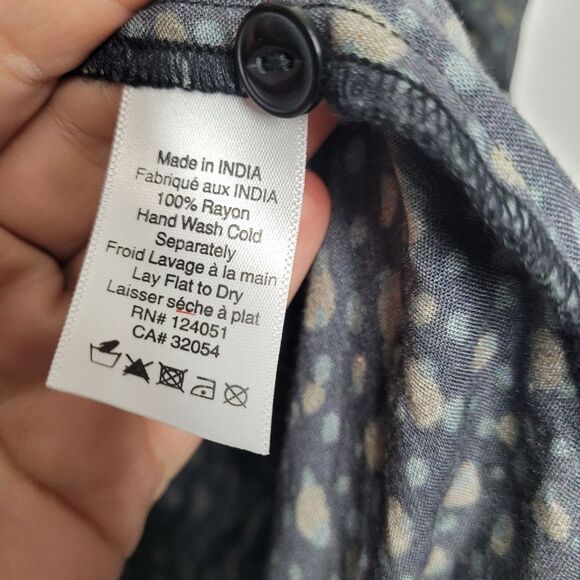 Made in INDIA
Fabriqué aux INDIA
100% Rayon
Hand Wash Cold
Separately
Froid Lavage à la main
Lay Flat to Dry
Laisser séche à plat
RN# 124051
CA# 32054